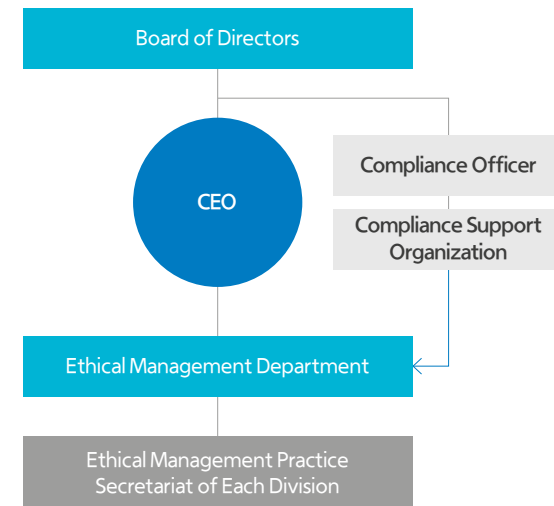 Board of Directors
CEO
Compliance Officer
Compliance Support
Organization
Ethical Management Department
Ethical Management Practice
Secretariat of Each Division